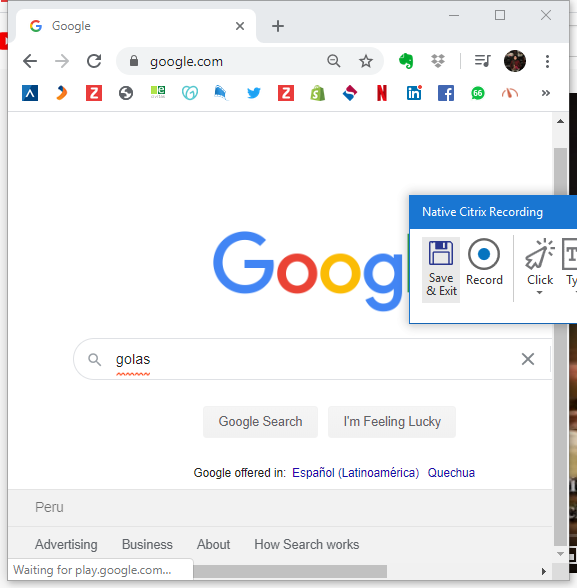 Google
google.com
Google
Native Citrix Recording
Save
& Exit
Record
Click
golas
Google Search
I'm Feeling Lucky
Google offered in: Español (Latinoamérica) Quechua
Peru
Advertising Business About How Search works
Waiting for play.google.com...